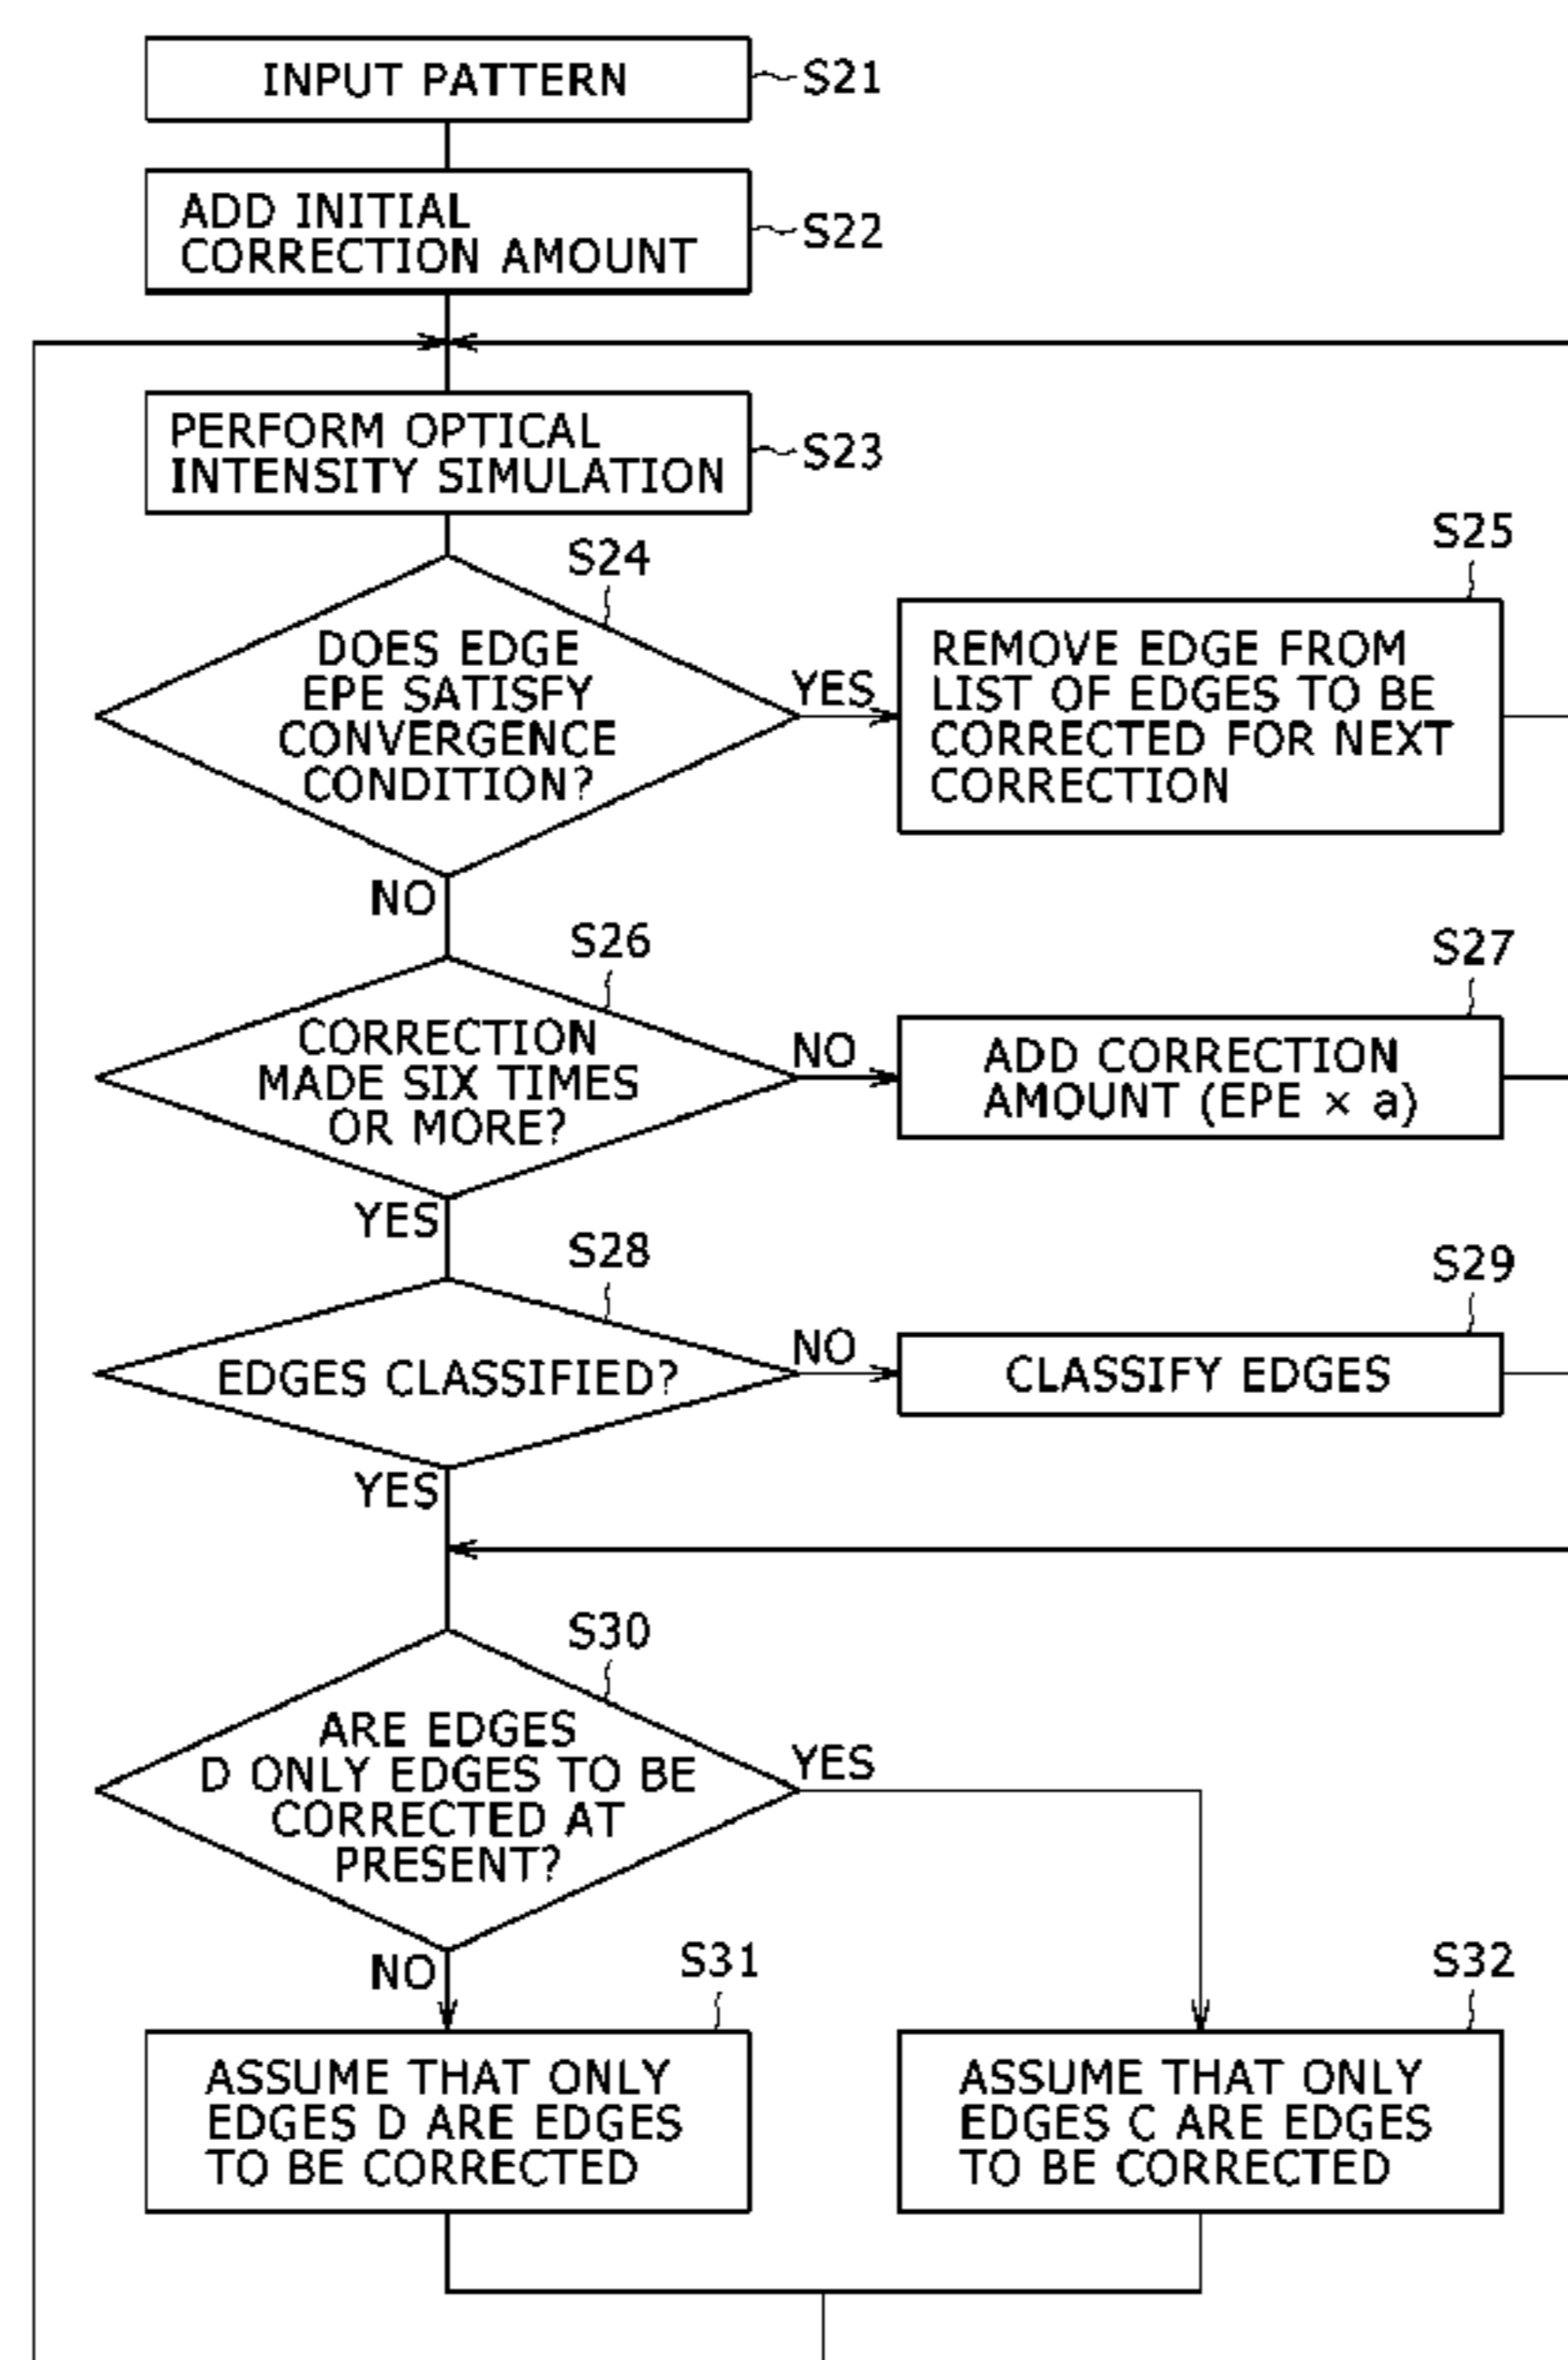 INPUT PATTERN
S21
ADD INITIAL
CORRECTION AMOUNT
S22
PERFORM OPTICAL
INTENSITY SIMULATION
S23
S24
DOES EDGE
EPE SATISFY
CONVERGENCE
CONDITION?
YES
NO
S25
REMOVE EDGE FROM
LIST OF EDGES TO BE
CORRECTED FOR NEXT
CORRECTION
S26
CORRECTION
MADE SIX TIMES
OR MORE?
NO
YES
S27
ADD CORRECTION
AMOUNT (EPE × a)
S28
EDGES CLASSIFIED?
NO
YES
S29
CLASSIFY EDGES
S30
ARE EDGES
D ONLY EDGES TO BE
CORRECTED AT
PRESENT?
YES
NO
S31
ASSUME THAT ONLY
EDGES D ARE EDGES
TO BE CORRECTED
S32
ASSUME THAT ONLY
EDGES C ARE EDGES
TO BE CORRECTED